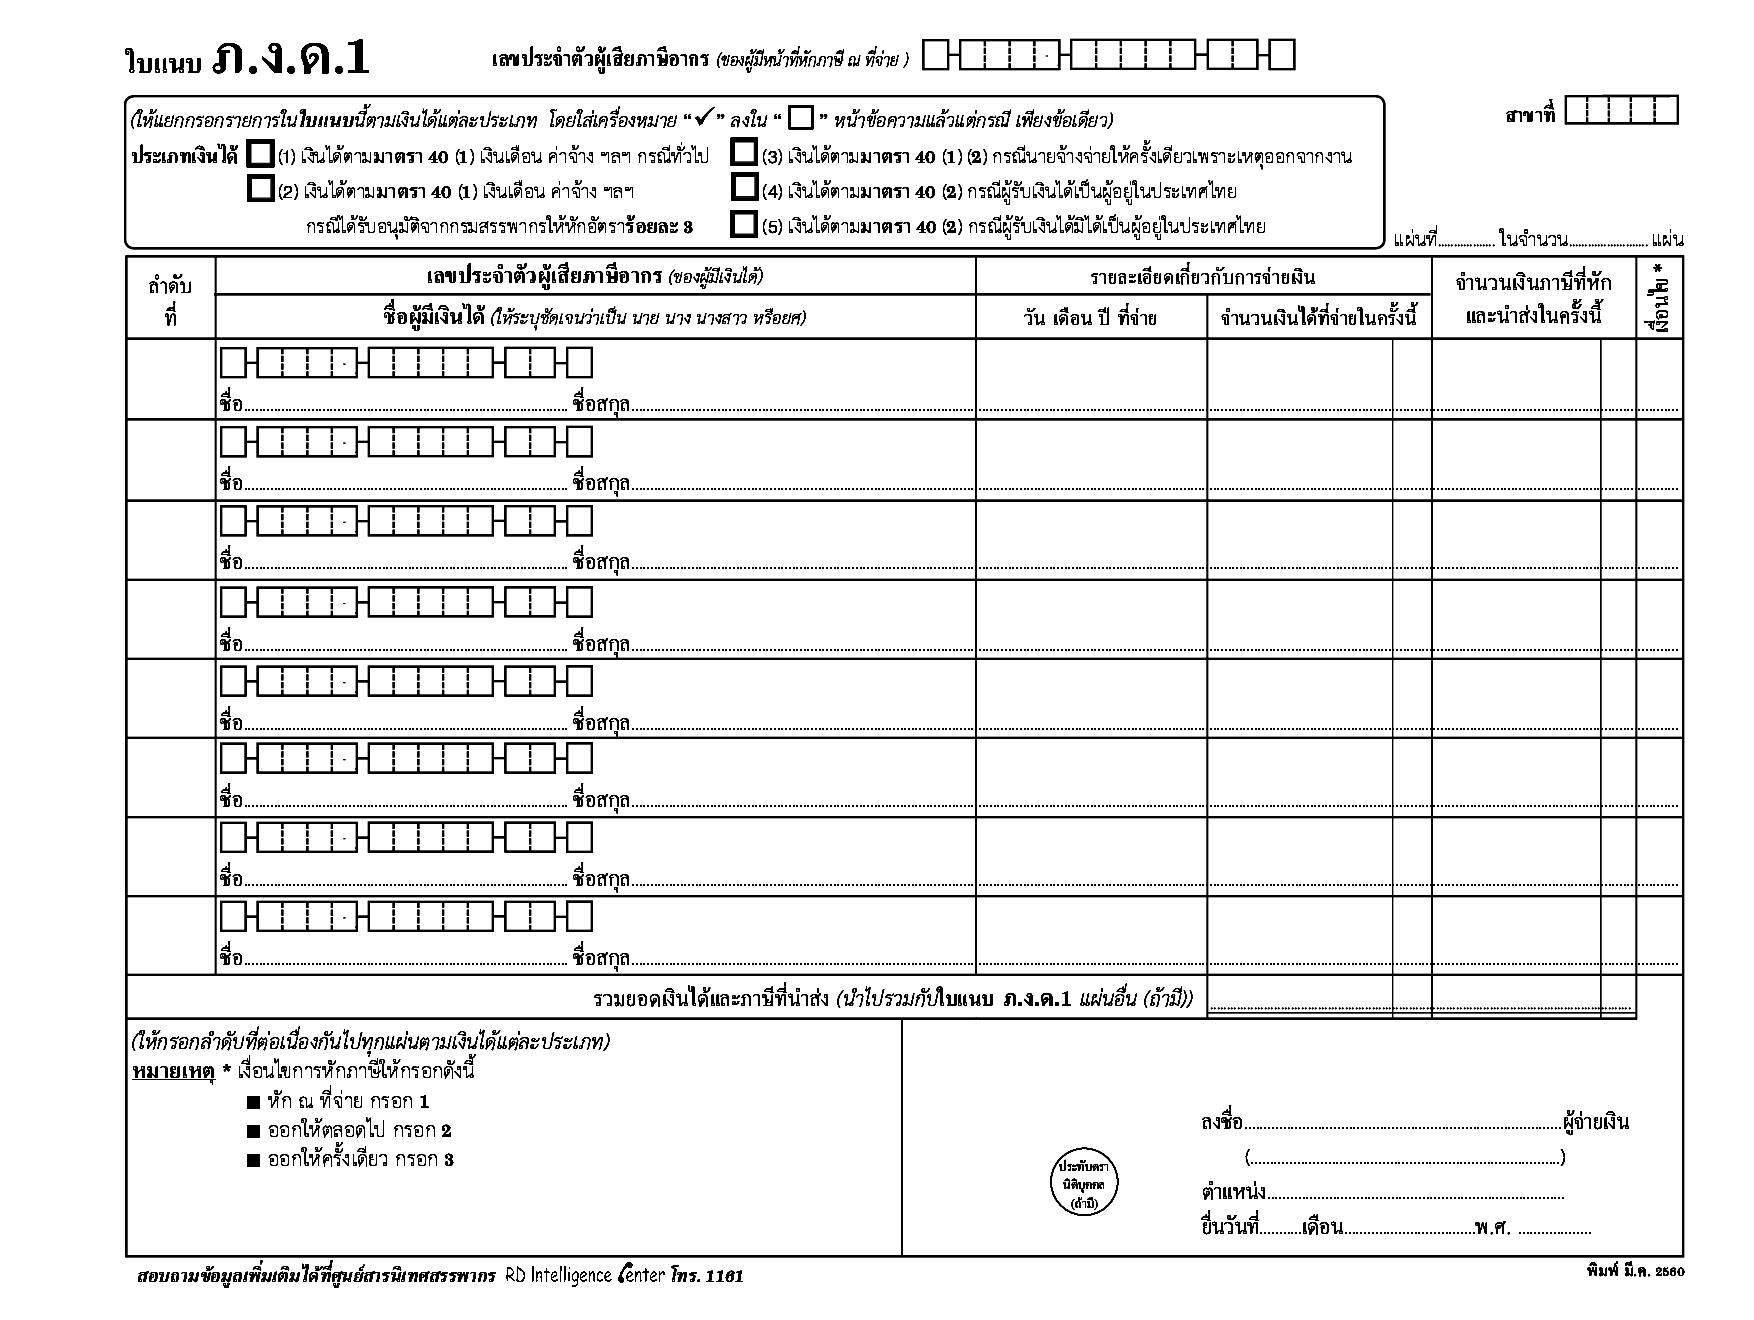 ใบแนบ ภ.ง.ด.1
เลขประจำตัวผู้เสียภาษีอากร (ของผู้มีหน้าที่หักภาษี ณ ที่จ่าย )
สาขาที่
(ให้แยกกรอกรายการในใบแนบนี้ตามเงินได้แต่ละประเภท โดยใส่เครื่องหมาย “✓” ลงใน “ ☐ ” หน้าข้อความแล้วแต่กรณี เพียงข้อเดียว)
ประเภทเงินได้ ☐ (1) เงินได้ตามมาตรา 40 (1) เงินเดือน ค่าจ้าง ฯลฯ กรณีทั่วไป ☐ (3) เงินได้ตามมาตรา 40 (1) (2) กรณีนายจ้างจ่ายให้ครั้งเดียวเพราะเหตุออกจากงาน
☐ (2) เงินได้ตามมาตรา 40 (1) เงินเดือน ค่าจ้าง ฯลฯ ☐ (4) เงินได้ตามมาตรา 40 (2) กรณีผู้รับเงินได้เป็นผู้อยู่ในประเทศไทย
กรณีได้รับอนุมัติจากกรมสรรพากรให้หักอัตราร้อยละ 3 ☐ (5) เงินได้ตามมาตรา 40 (2) กรณีผู้รับเงินได้มิได้เป็นผู้อยู่ในประเทศไทย
แผ่นที่................ ในจำนวน...................... แผ่น
ลำดับ
ที่
เลขประจำตัวผู้เสียภาษีอากร (ของผู้มีเงินได้)
ชื่อผู้มีเงินได้ (ให้ระบุชัดเจนว่าเป็น นาย นาง นางสาว หรือยศ)
รายละเอียดเกี่ยวกับการจ่ายเงิน
วัน เดือน ปี ที่จ่าย
จำนวนเงินได้ที่จ่ายในครั้งนี้
จำนวนเงินภาษีที่หัก
และนำส่งในครั้งนี้
เงื่อนไข *
ชื่อ........................ ชื่อสกุล........................
ชื่อ........................ ชื่อสกุล........................
ชื่อ........................ ชื่อสกุล........................
ชื่อ........................ ชื่อสกุล........................
ชื่อ........................ ชื่อสกุล........................
ชื่อ........................ ชื่อสกุล........................
ชื่อ........................ ชื่อสกุล........................
ชื่อ........................ ชื่อสกุล........................
รวมยอดเงินได้และภาษีที่นำส่ง (นำไปรวมกับใบแนบ ภ.ง.ด.1 แผ่นอื่น (ถ้ามี))
(ให้กรอกลำดับที่ต่อเนื่องกันไปทุกแผ่นตามเงินได้แต่ละประเภท)
หมายเหตุ * เงื่อนไขการหักภาษีให้กรอกดังนี้
■ หัก ณ ที่จ่าย กรอก 1
■ ออกให้ตลอดไป กรอก 2
■ ออกให้ครั้งเดียว กรอก 3
ประทับตรา
นิติบุคคล
(ถ้ามี)
ลงชื่อ........................ผู้จ่ายเงิน
(........................)
ตำแหน่ง........................
ยื่นวันที่..........เดือน........................พ.ศ. ................
สอบถามข้อมูลเพิ่มเติมได้ที่ศูนย์สารนิเทศสรรพากร RD Intelligence Center โทร. 1161
พิมพ์ มี.ค. 2560